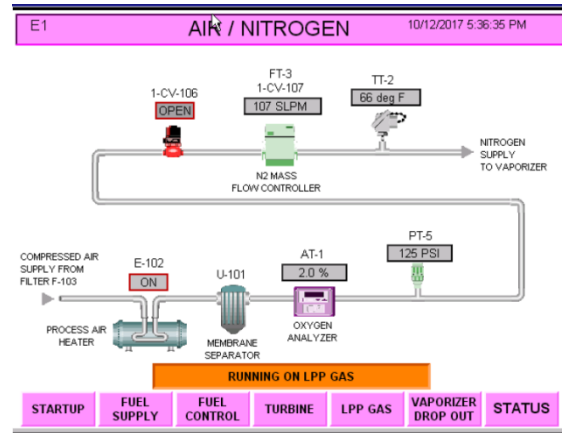 E1
AIR / NITROGEN
10/12/2017 5:36:35 PM
1-CV-106
OPEN
FT-3
1-CV-107
107 SLPM
TT-2
66 deg F
N2 MASS
FLOW CONTROLLER
NITROGEN
SUPPLY
TO VAPORIZER
COMPRESSED AIR
SUPPLY FROM
FILTER F-103
E-102
ON
PROCESS AIR
HEATER
U-101
MEMBRANE
SEPARATOR
AT-1
2.0 %
OXYGEN
ANALYZER
PT-5
125 PSI
RUNNING ON LPP GAS
STARTUP
FUEL
SUPPLY
FUEL
CONTROL
TURBINE
LPP GAS
VAPORIZER
DROP OUT
STATUS